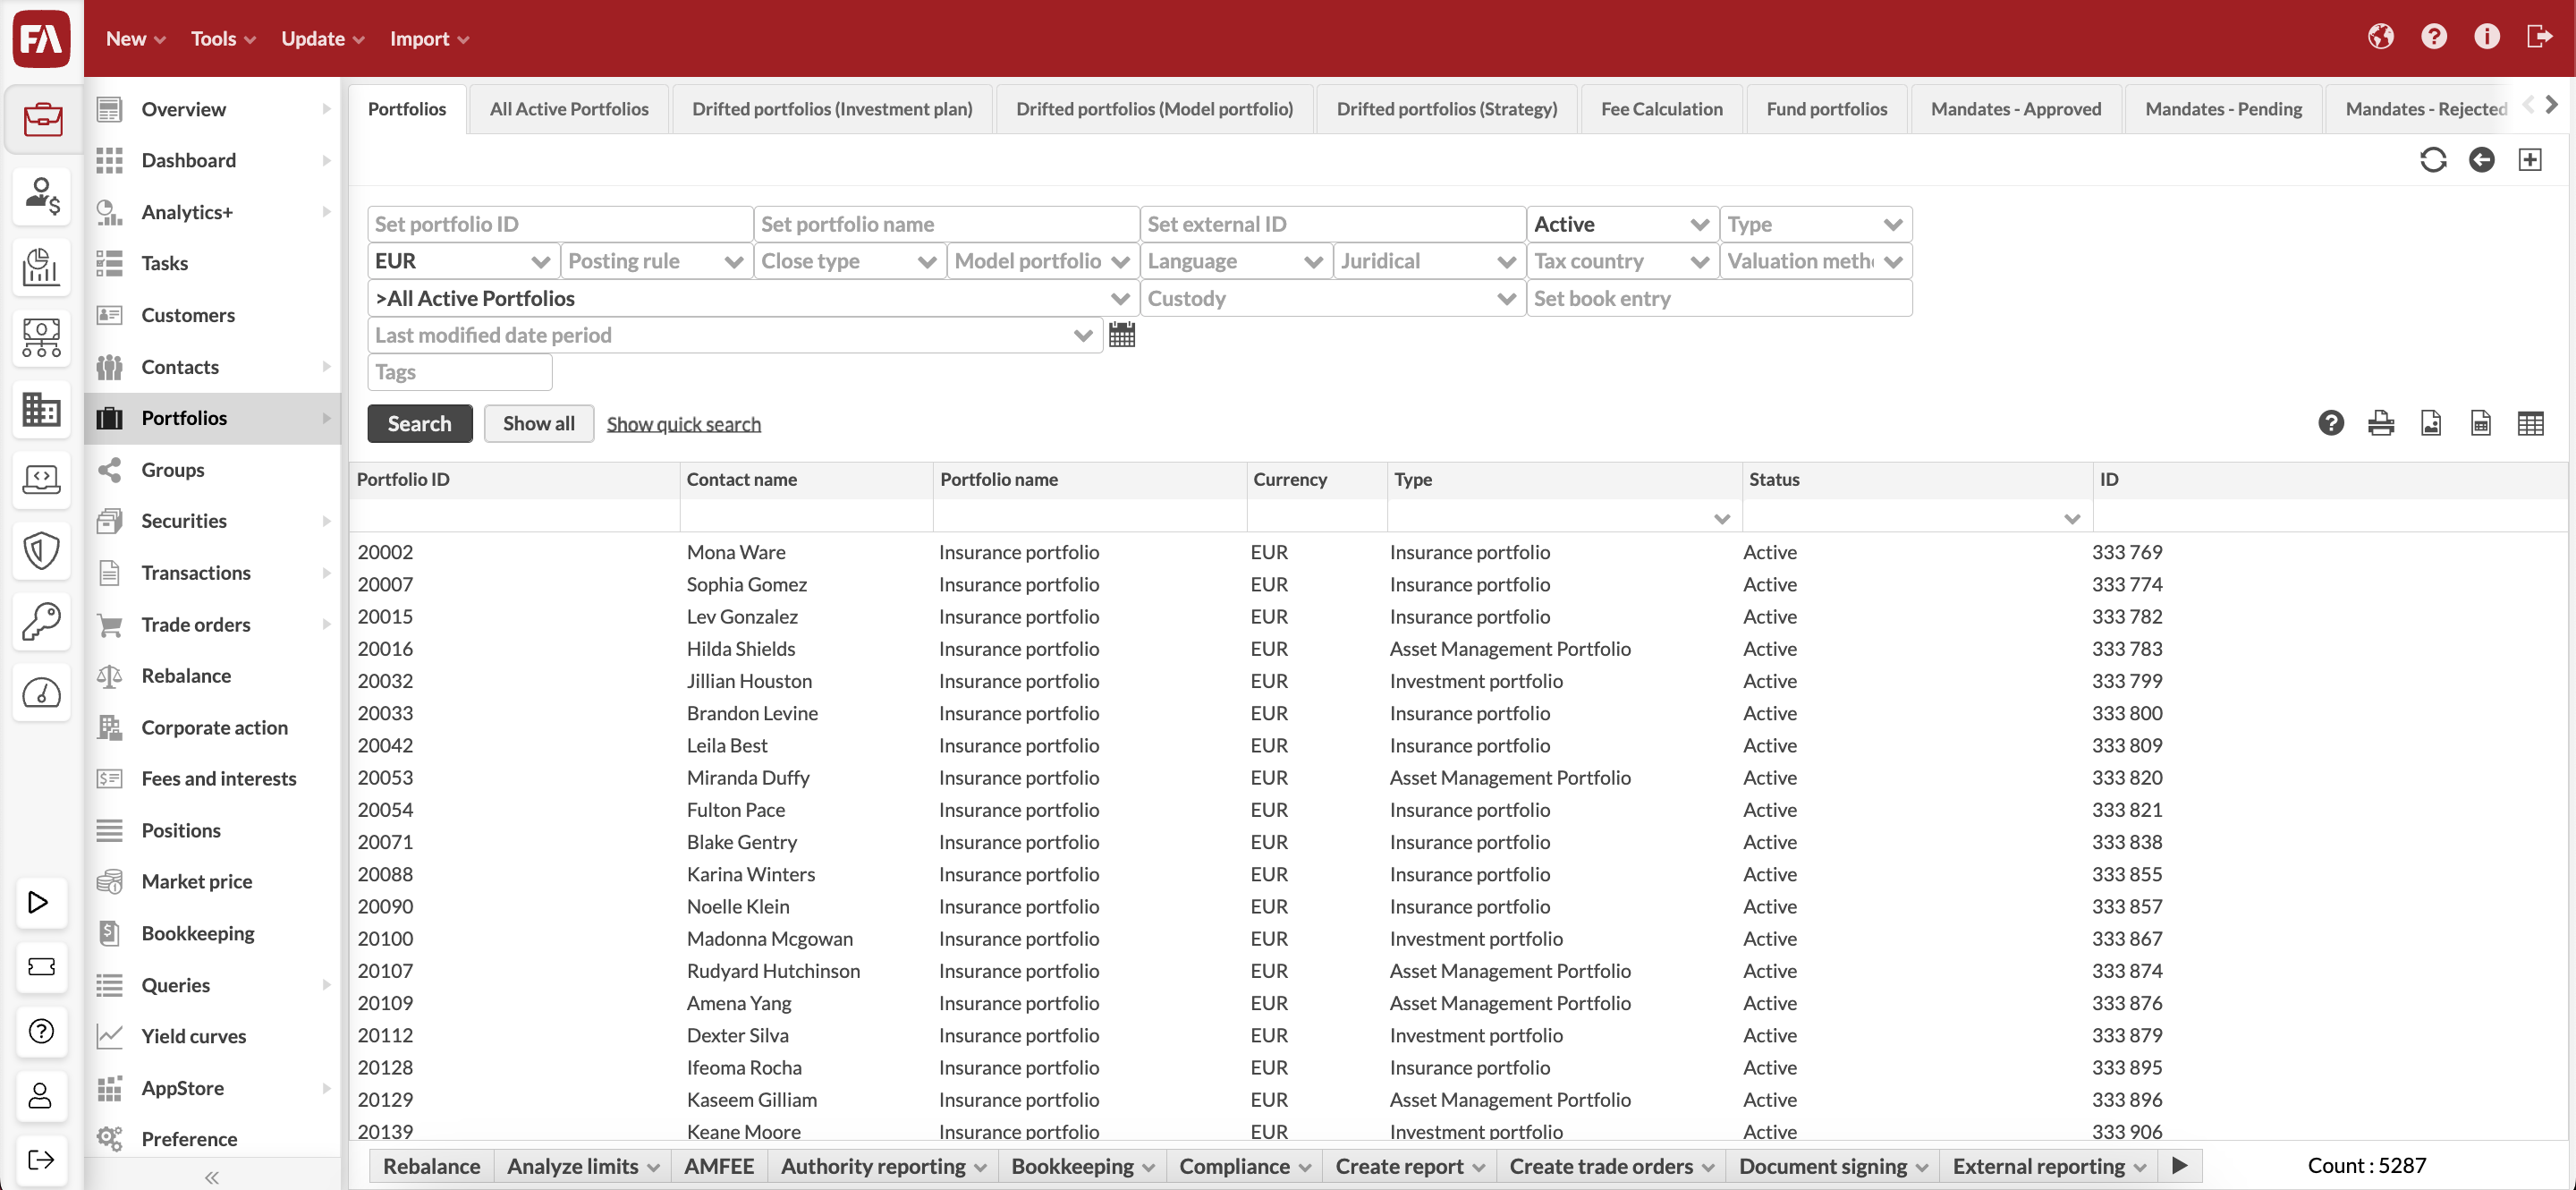 FA
New Tools Update Import
Overview
Dashboard
Analytics+
Tasks
Customers
Contacts
Portfolios
Groups
Securities
Transactions
Trade orders
Rebalance
Corporate action
Fees and interests
Positions
Market price
Bookkeeping
Queries
Yield curves
AppStore
Preference
Portfolios All Active Portfolios Drifted portfolios (Investment plan) Drifted portfolios (Model portfolio) Drifted portfolios (Strategy) Fee Calculation Fund portfolios Mandates - Approved Mandates - Pending Mandates - Rejected
Set portfolio ID Set portfolio name Set external ID Active Type
EUR Posting rule Close type Model portfolio Language Juridical Tax country Valuation meth
>All Active Portfolios Custody Set book entry
Last modified date period
Tags
Search Show all Show quick search
Portfolio ID Contact name Portfolio name Currency Type Status ID
20002 Mona Ware Insurance portfolio EUR Insurance portfolio Active 333 769
20007 Sophia Gomez Insurance portfolio EUR Insurance portfolio Active 333 774
20015 Lev Gonzalez Insurance portfolio EUR Insurance portfolio Active 333 782
20016 Hilda Shields Insurance portfolio EUR Asset Management Portfolio Active 333 783
20032 Jillian Houston Insurance portfolio EUR Investment portfolio Active 333 799
20033 Brandon Levine Insurance portfolio EUR Insurance portfolio Active 333 800
20042 Leila Best Insurance portfolio EUR Insurance portfolio Active 333 809
20053 Miranda Duffy Insurance portfolio EUR Asset Management Portfolio Active 333 820
20054 Fulton Pace Insurance portfolio EUR Insurance portfolio Active 333 821
20071 Blake Gentry Insurance portfolio EUR Insurance portfolio Active 333 838
20088 Karina Winters Insurance portfolio EUR Insurance portfolio Active 333 855
20090 Noelle Klein Insurance portfolio EUR Insurance portfolio Active 333 857
20100 Madonna Mcgowan Insurance portfolio EUR Investment portfolio Active 333 867
20107 Rudyard Hutchinson Insurance portfolio EUR Asset Management Portfolio Active 333 874
20109 Amena Yang Insurance portfolio EUR Asset Management Portfolio Active 333 876
20112 Dexter Silva Insurance portfolio EUR Investment portfolio Active 333 879
20128 Ifeoma Rocha Insurance portfolio EUR Insurance portfolio Active 333 895
20129 Kaseem Gilliam Insurance portfolio EUR Asset Management Portfolio Active 333 896
20139 Keane Moore Insurance portfolio EUR Investment portfolio Active 333 906
Rebalance Analyze limits AMFEE Authority reporting Bookkeeping Compliance Create report Create trade orders Document signing External reporting Count : 5287